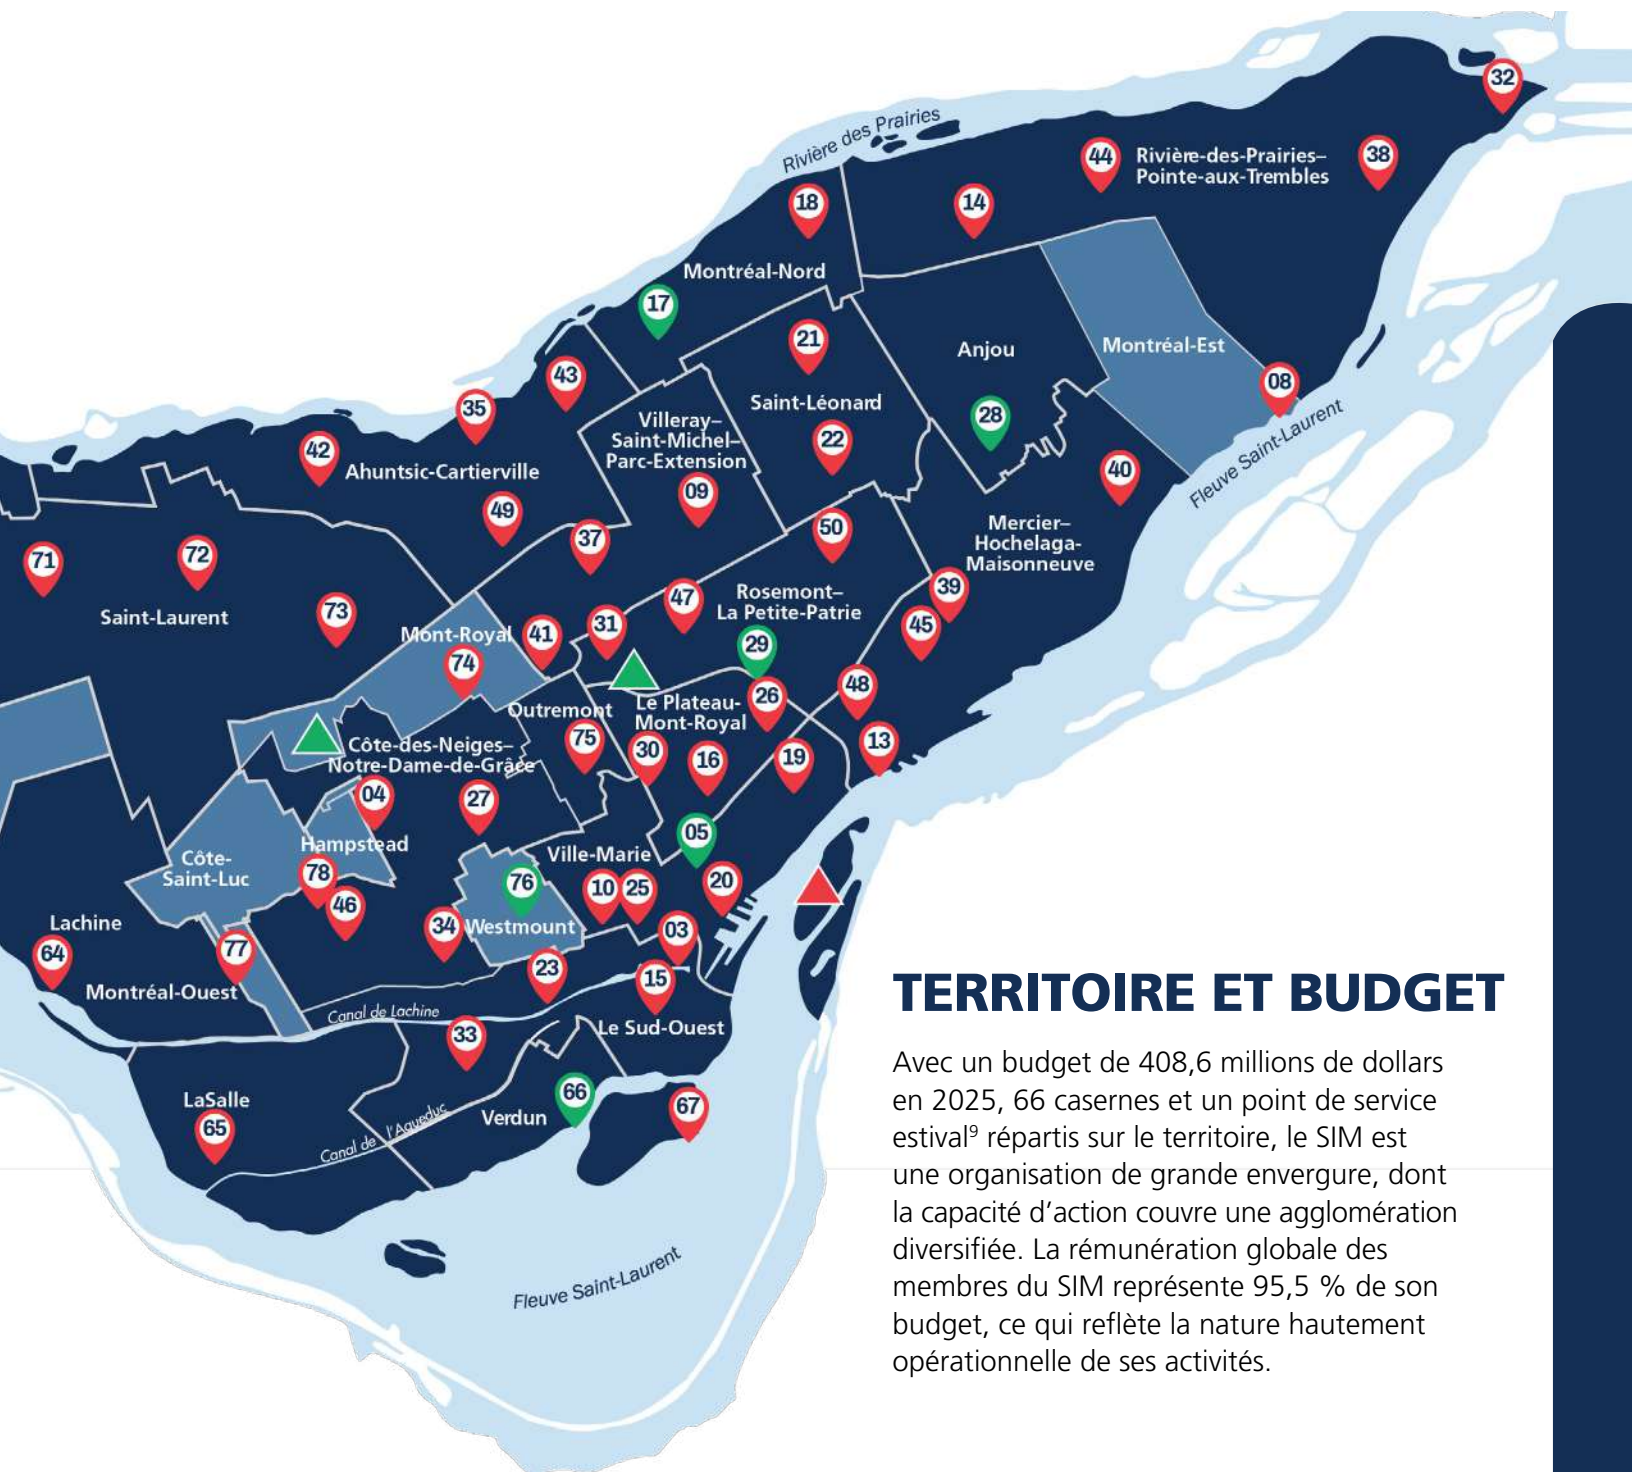 32
Rivière des Prairies
44
Rivière-des-Prairies–
Pointe-aux-Trembles
38
18
14
Montréal-Nord
17
21
Anjou
Montréal-Est
43
08
35
Saint-Léonard
28
Villeray–
Saint-Michel–
Parc-Extension
22
40
Fleuve Saint-Laurent
42
Ahuntsic-Cartierville
09
49
50
Mercier–
Hochelaga-
Maisonneuve
37
71
72
39
47
Rosemont–
La Petite-Patrie
Saint-Laurent
73
Mont-Royal
41
31
45
29
74
48
26
Outremont
Le Plateau-
Mont-Royal
75
30
16
19
13
Côte-des-Neiges–
Notre-Dame-de-Grâce
04
27
05
Hampstead
Ville-Marie
Côte-
Saint-Luc
78
76
10
25
20
46
Lachine
34
Westmount
03
64
77
23
15
Montréal-Ouest
Canal de Lachine
33
Le Sud-Ouest
LaSalle
65
66
67
Verdun
Canal de l'Aqueduc
Fleuve Saint-Laurent
TERRITOIRE ET BUDGET
Avec un budget de 408,6 millions de dollars
en 2025, 66 casernes et un point de service
estival⁹ répartis sur le territoire, le SIM est
une organisation de grande envergure, dont
la capacité d’action couvre une agglomération
diversifiée. La rémunération globale des
membres du SIM représente 95,5 % de son
budget, ce qui reflète la nature hautement
opérationnelle de ses activités.